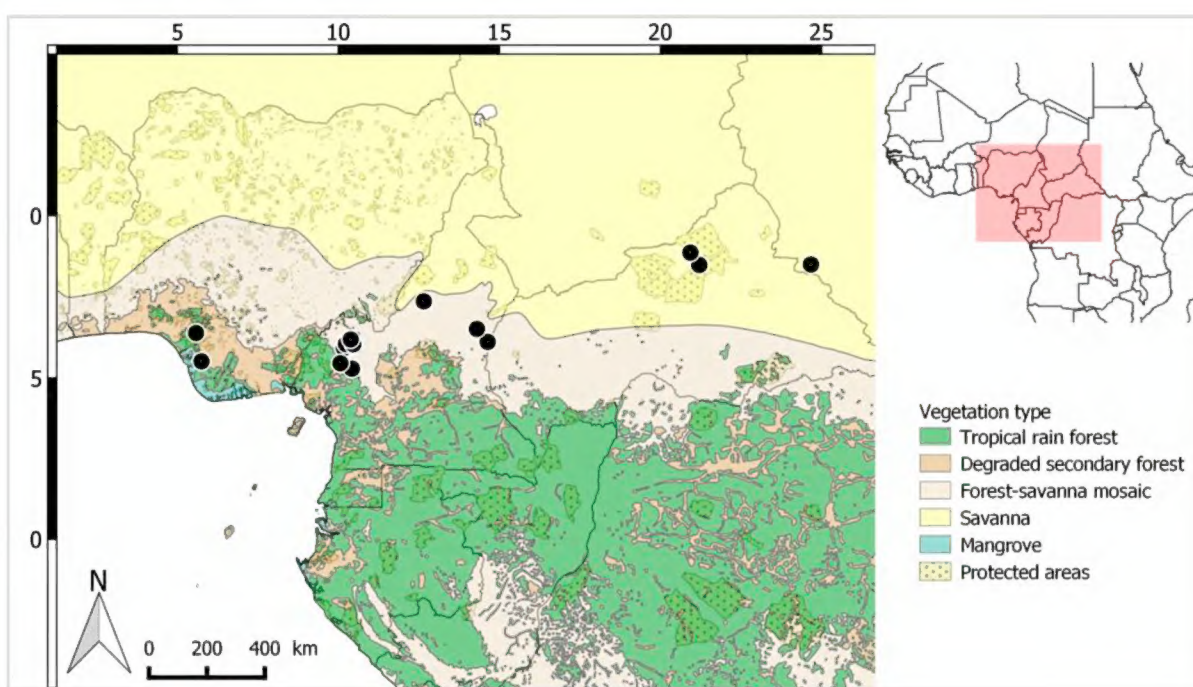 5 10 15 20 25
0
5
0
N
0 200 400 km
Vegetation type
Tropical rain forest
Degraded secondary forest
Forest-savanna mosaic
Savanna
Mangrove
Protected areas